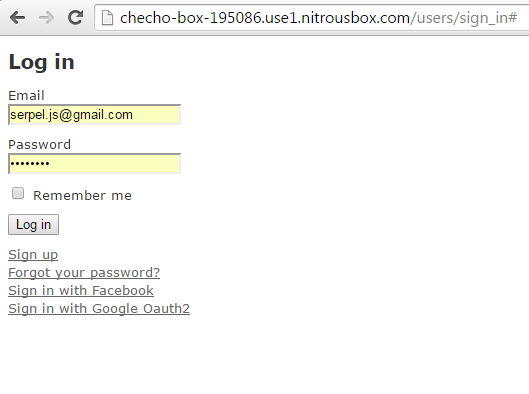 checho-box-195086.use1.nitrousbox.com/users/sign_in#
Log in
Email
serpel.js@gmail.com
Password
••••••••
Remember me
Log in
Sign up
Forgot your password?
Sign in with Facebook
Sign in with Google Oauth2